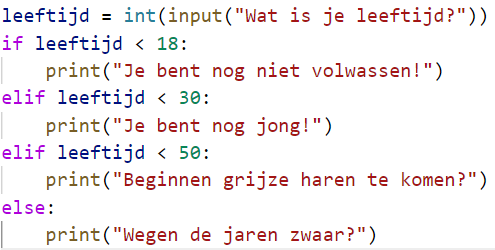 leeftijd = int(input("Wat is je leeftijd?"))
if leeftijd < 18:
    print("Je bent nog niet volwassen!")
elif leeftijd < 30:
    print("Je bent nog jong!")
elif leeftijd < 50:
    print("Beginnen grijze haren te komen?")
else:
    print("Wegen de jaren zwaar?")